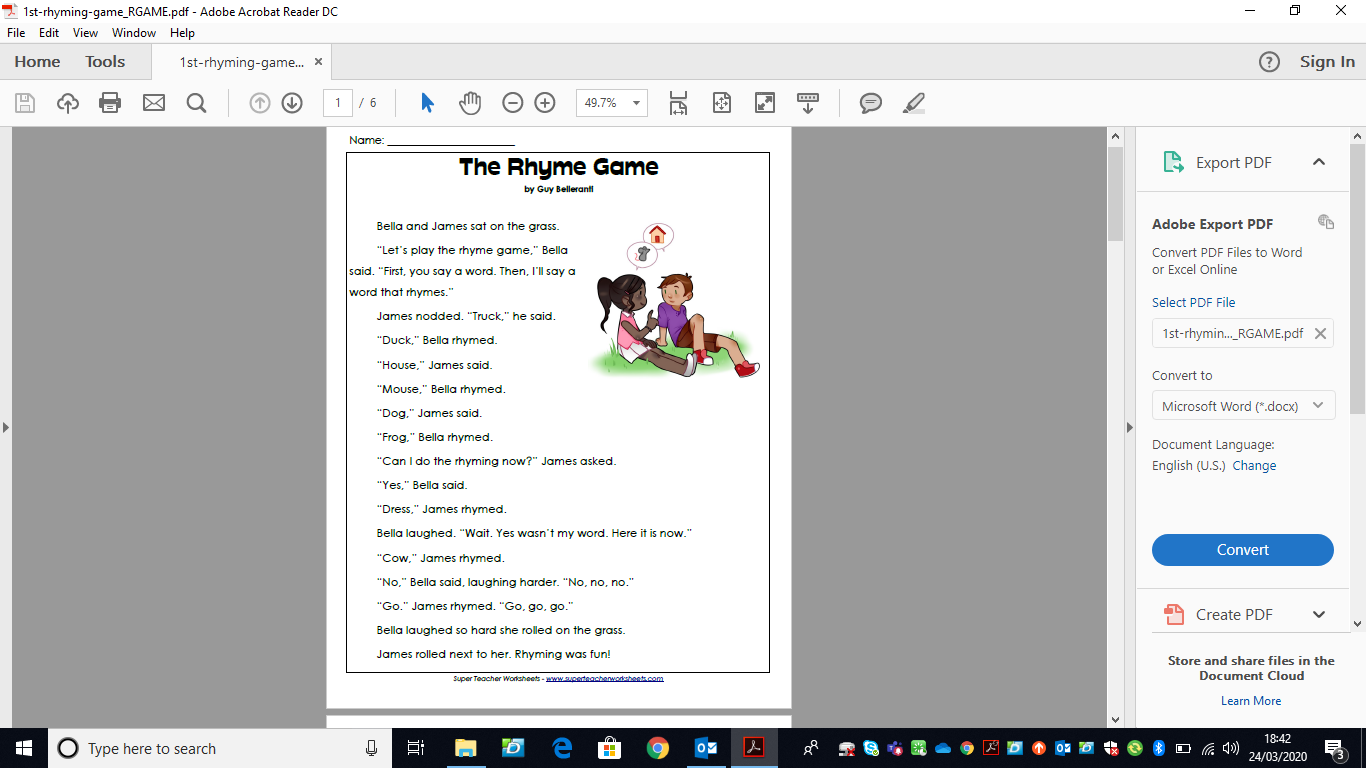 1st-rhyming-game_RGAME.pdf - Adobe Acrobat Reader DC
File Edit View Window Help
Home Tools 1st-rhyming-game... × Sign In
1 / 6 49.7%
Name: ____________________
The Rhyme Game
by Guy Belleranti
Bella and James sat on the grass.
“Let’s play the rhyme game,” Bella
said. “First, you say a word. Then, I’ll say a
word that rhymes.”
James nodded. “Truck,” he said.
“Duck,” Bella rhymed.
“House,” James said.
“Mouse,” Bella rhymed.
“Dog,” James said.
“Frog,” Bella rhymed.
“Can I do the rhyming now?” James asked.
“Yes,” Bella said.
“Dress,” James rhymed.
Bella laughed. “Wait. Yes wasn’t my word. Here it is now.”
“Cow,” James rhymed.
“No,” Bella said, laughing harder. “No, no, no.”
“Go.” James rhymed. “Go, go, go.”
Bella laughed so hard she rolled on the grass.
James rolled next to her. Rhyming was fun!
Super Teacher Worksheets - www.superteacherworksheets.com
Export PDF
Adobe Export PDF
Convert PDF Files to Word
or Excel Online
Select PDF File
1st-rhymin..._RGAME.pdf
Convert to
Microsoft Word (*.docx)
Document Language:
English (U.S.) Change
Convert
Create PDF
Store and share files in the
Document Cloud
Learn More
Type here to search
18:42
24/03/2020
3